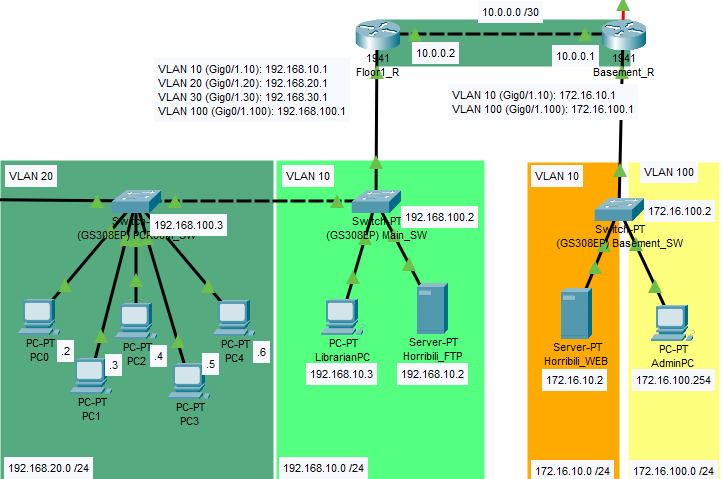 10.0.0.0 /30
10.0.0.2
10.0.0.1
1941
Floor1_R
1941
Basement_R
VLAN 10 (Gig0/1.10): 192.168.10.1
VLAN 20 (Gig0/1.20): 192.168.20.1
VLAN 30 (Gig0/1.30): 192.168.30.1
VLAN 100 (Gig0/1.100): 192.168.100.1
VLAN 10 (Gig0/1.10): 172.16.10.1
VLAN 100 (Gig0/1.100): 172.16.100.1
VLAN 20
VLAN 10
VLAN 10
VLAN 100
192.168.100.3
(GS308EP)
Switch-PT
(GS308EP) Main_SW
192.168.100.2
172.16.100.2
Switch-PT
(GS308EP) Basement_SW
PC-PT
PC0
.2
PC-PT
PC1
.3
PC-PT
PC2
.4
PC-PT
PC3
.5
PC-PT
PC4
.6
PC-PT
LibrarianPC
192.168.10.3
Server-PT
Horribili_FTP
192.168.10.2
Server-PT
Horribili_WEB
172.16.10.2
PC-PT
AdminPC
172.16.100.254
192.168.20.0 /24
192.168.10.0 /24
172.16.10.0 /24
172.16.100.0 /24